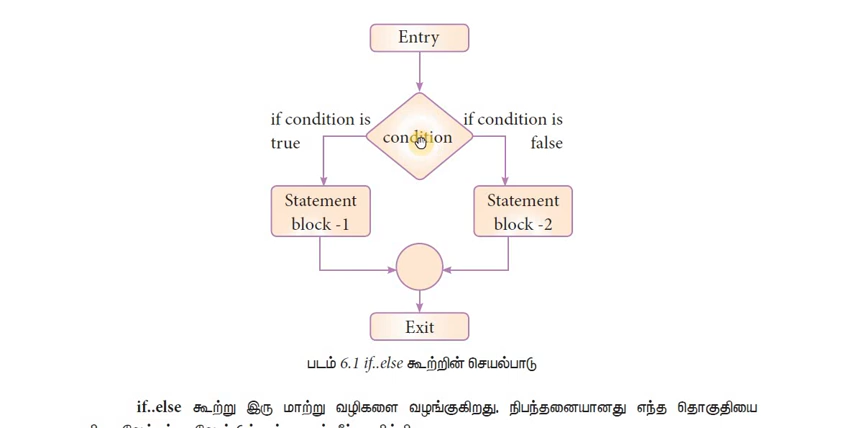 Entry
if condition is true
condition
if condition is false
Statement block -1
Statement block -2
Exit
படம் 6.1 if..else கூற்றின் செயல்பாடு
if..else கூற்று இரு மாற்று வழிகளை வழங்குகிறது. நிபந்தனையானது எந்த தொகுதியை